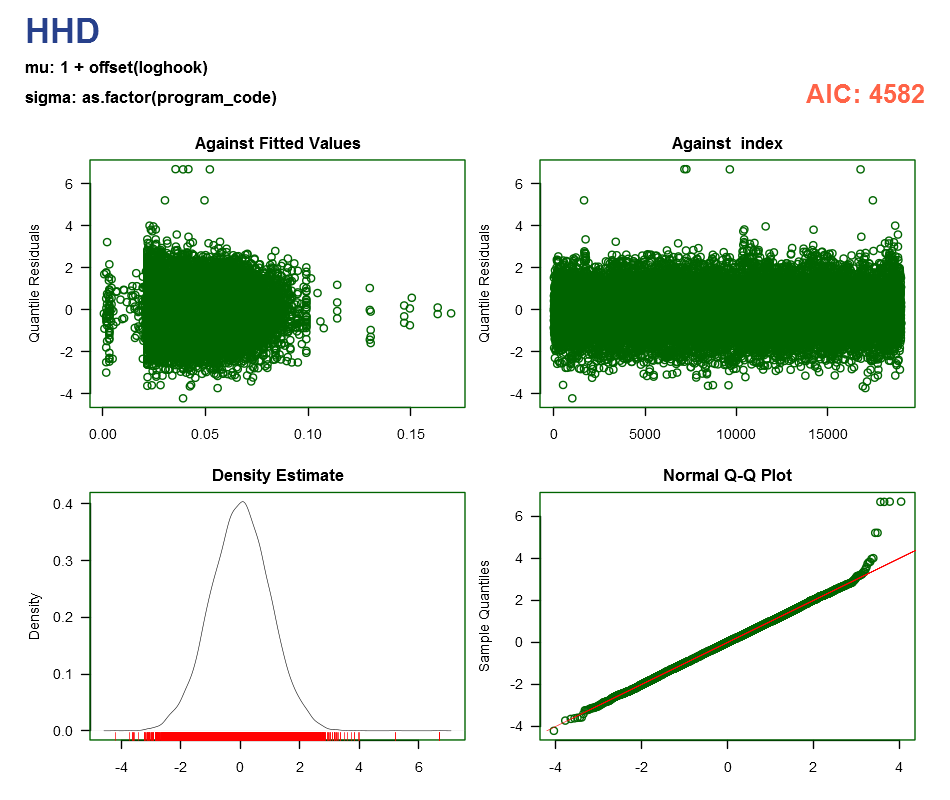 HHD
mu: 1 + offset(loghook)
sigma: as.factor(program_code)
AIC: 4582
Against Fitted Values
Quantile Residuals
6
4
2
0
-2
-4
0.00 0.05 0.10 0.15
Against  index
Quantile Residuals
6
4
2
0
-2
-4
0 5000 10000 15000
Density Estimate
Density
0.4
0.3
0.2
0.1
0.0
-4 -2 0 2 4 6
Normal Q-Q Plot
Sample Quantiles
6
4
2
0
-2
-4
-4 -2 0 2 4